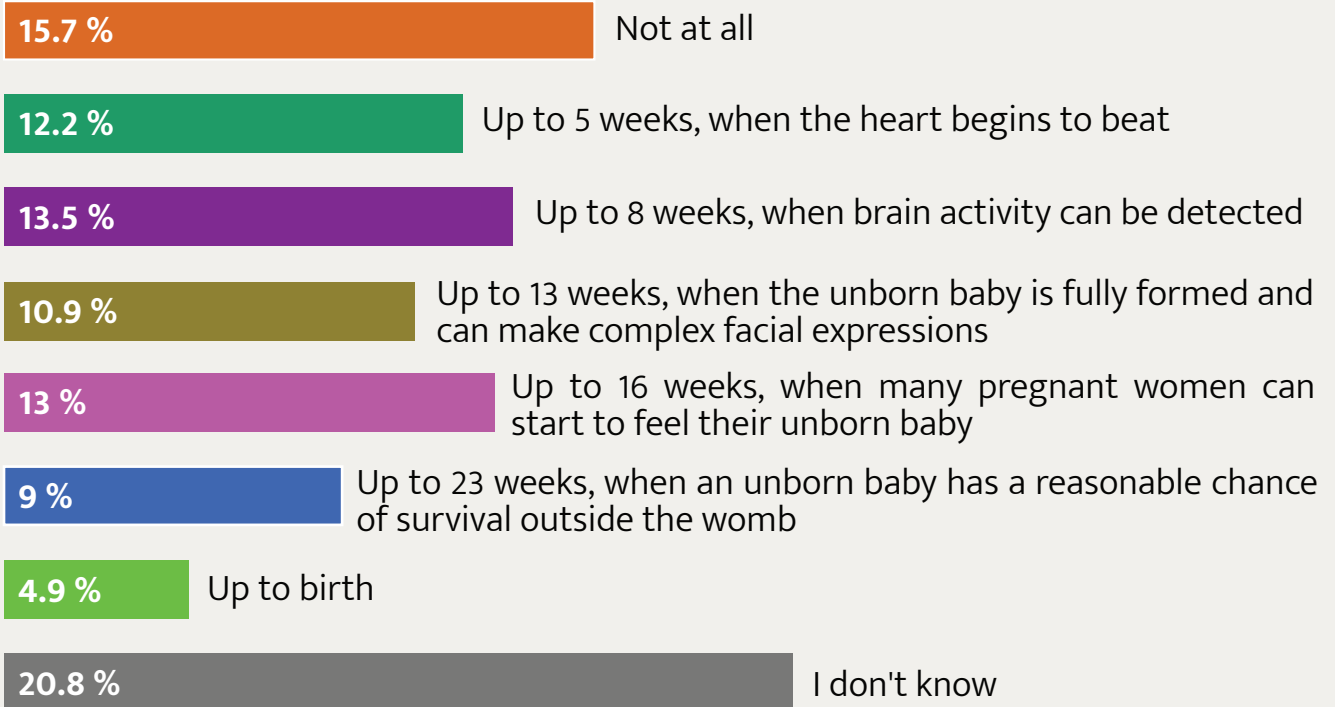 15.7 % Not at all
12.2 % Up to 5 weeks, when the heart begins to beat
13.5 % Up to 8 weeks, when brain activity can be detected
10.9 % Up to 13 weeks, when the unborn baby is fully formed and
can make complex facial expressions
13 % Up to 16 weeks, when many pregnant women can
start to feel their unborn baby
9 % Up to 23 weeks, when an unborn baby has a reasonable chance
of survival outside the womb
4.9 % Up to birth
20.8 % I don't know